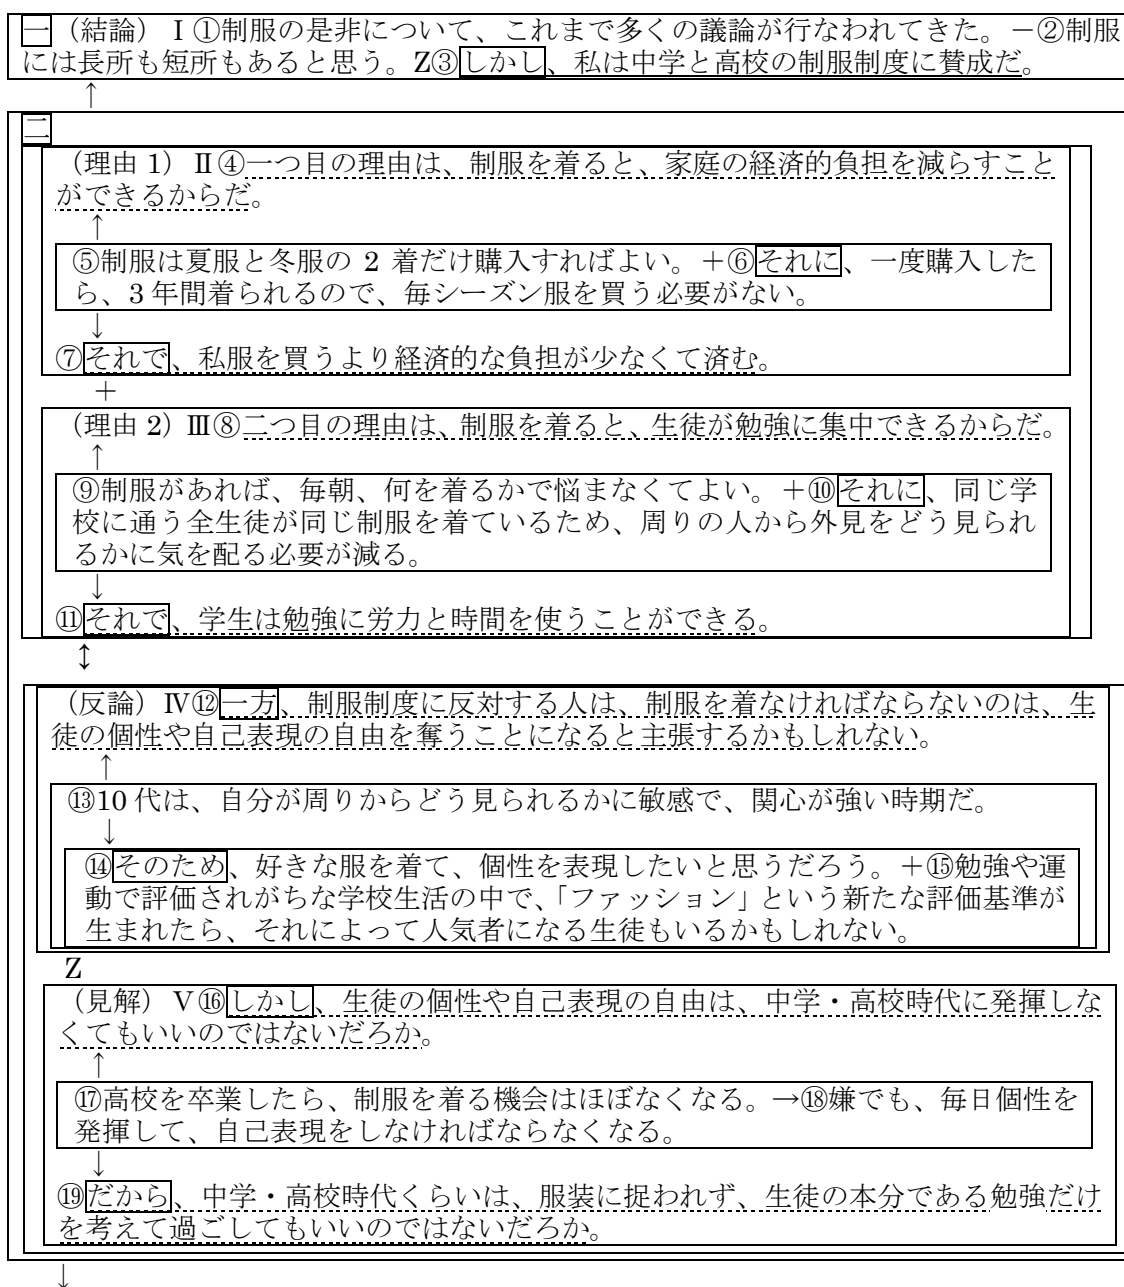 一（結論）Ⅰ①制服の是非について、これまで多くの議論が行なわれてきた。－②制服
には長所も短所もあると思う。Z③しかし、私は中学と高校の制服制度に賛成だ。
↑
二
（理由 1）Ⅱ④一つ目の理由は、制服を着ると、家庭の経済的負担を減らすこと
ができるからだ。
↑
⑤制服は夏服と冬服の 2 着だけ購入すればよい。＋⑥それに、一度購入した
ら、3 年間着られるので、毎シーズン服を買う必要がない。
↓
⑦それで、私服を買うより経済的な負担が少なくて済む。
＋
（理由 2）Ⅲ⑧二つ目の理由は、制服を着ると、生徒が勉強に集中できるからだ。
↑
⑨制服があれば、毎朝、何を着るかで悩まなくてよい。＋⑩それに、同じ学
校に通う全生徒が同じ制服を着ているため、周りの人から外見をどう見られ
るかに気を配る必要が減る。
↓
⑪それで、学生は勉強に労力と時間を使うことができる。
↕
（反論）Ⅳ⑫一方、制服制度に反対する人は、制服を着なければならないのは、生
徒の個性や自己表現の自由を奪うことになると主張するかもしれない。
↑
⑬10 代は、自分が周りからどう見られるかに敏感で、関心が強い時期だ。
↓
⑭そのため、好きな服を着て、個性を表現したいと思うだろう。＋⑮勉強や運
動で評価されがちな学校生活の中で、「ファッション」という新たな評価基準が
生まれたら、それによって人気者になる生徒もいるかもしれない。
Z
（見解）Ⅴ⑯しかし、生徒の個性や自己表現の自由は、中学・高校時代に発揮しな
くてもいいのではないだろか。
↑
⑰高校を卒業したら、制服を着る機会はほぼなくなる。→⑱嫌でも、毎日個性を
発揮して、自己表現をしなければならなくなる。
↓
⑲だから、中学・高校時代くらいは、服装に捉われず、生徒の本分である勉強だけ
を考えて過ごしてもいいのではないだろか。
↓